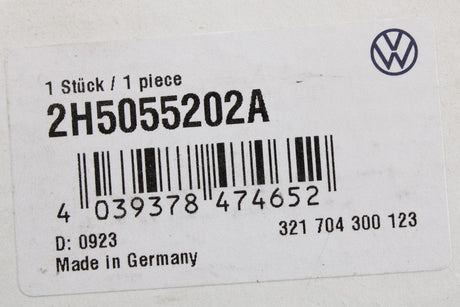 1 Stück / 1 piece
2H5055202A
4 039378 474652
D: 0923
321 704 300 123
Made in Germany